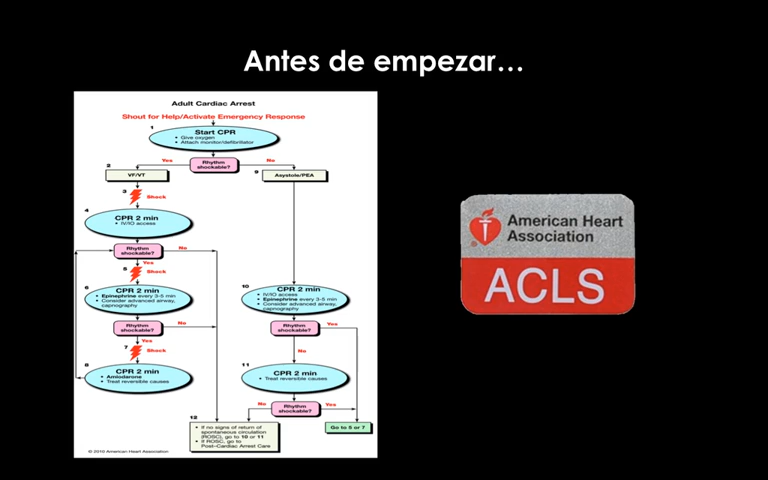 Antes de empezar...
Adult Cardiac Arrest
Shout for Help/Activate Emergency Response
1
Start CPR
• Give oxygen
• Attach monitor/defibrillator
Yes
Rhythm
shockable?
No
2
VF/VT
9
Asystole/PEA
3
Shock
4
CPR 2 min
• IV/IO access
Rhythm
shockable?
No
Yes
5
Shock
6
CPR 2 min
• Epinephrine every 3-5 min
• Consider advanced airway,
capnography
10
CPR 2 min
• IV/IO access
• Epinephrine every 3-5 min
• Consider advanced airway,
capnography
Rhythm
shockable?
No
Rhythm
shockable?
Yes
Yes
7
Shock
No
8
CPR 2 min
• Amiodarone
• Treat reversible causes
11
CPR 2 min
• Treat reversible causes
No
Rhythm
shockable?
Yes
12
• If no signs of return of
spontaneous circulation
(ROSC), go to 10 or 11
• If ROSC, go to
Post–Cardiac Arrest Care
Go to 5 or 7
© 2010 American Heart Association
American Heart
Association
®
ACLS